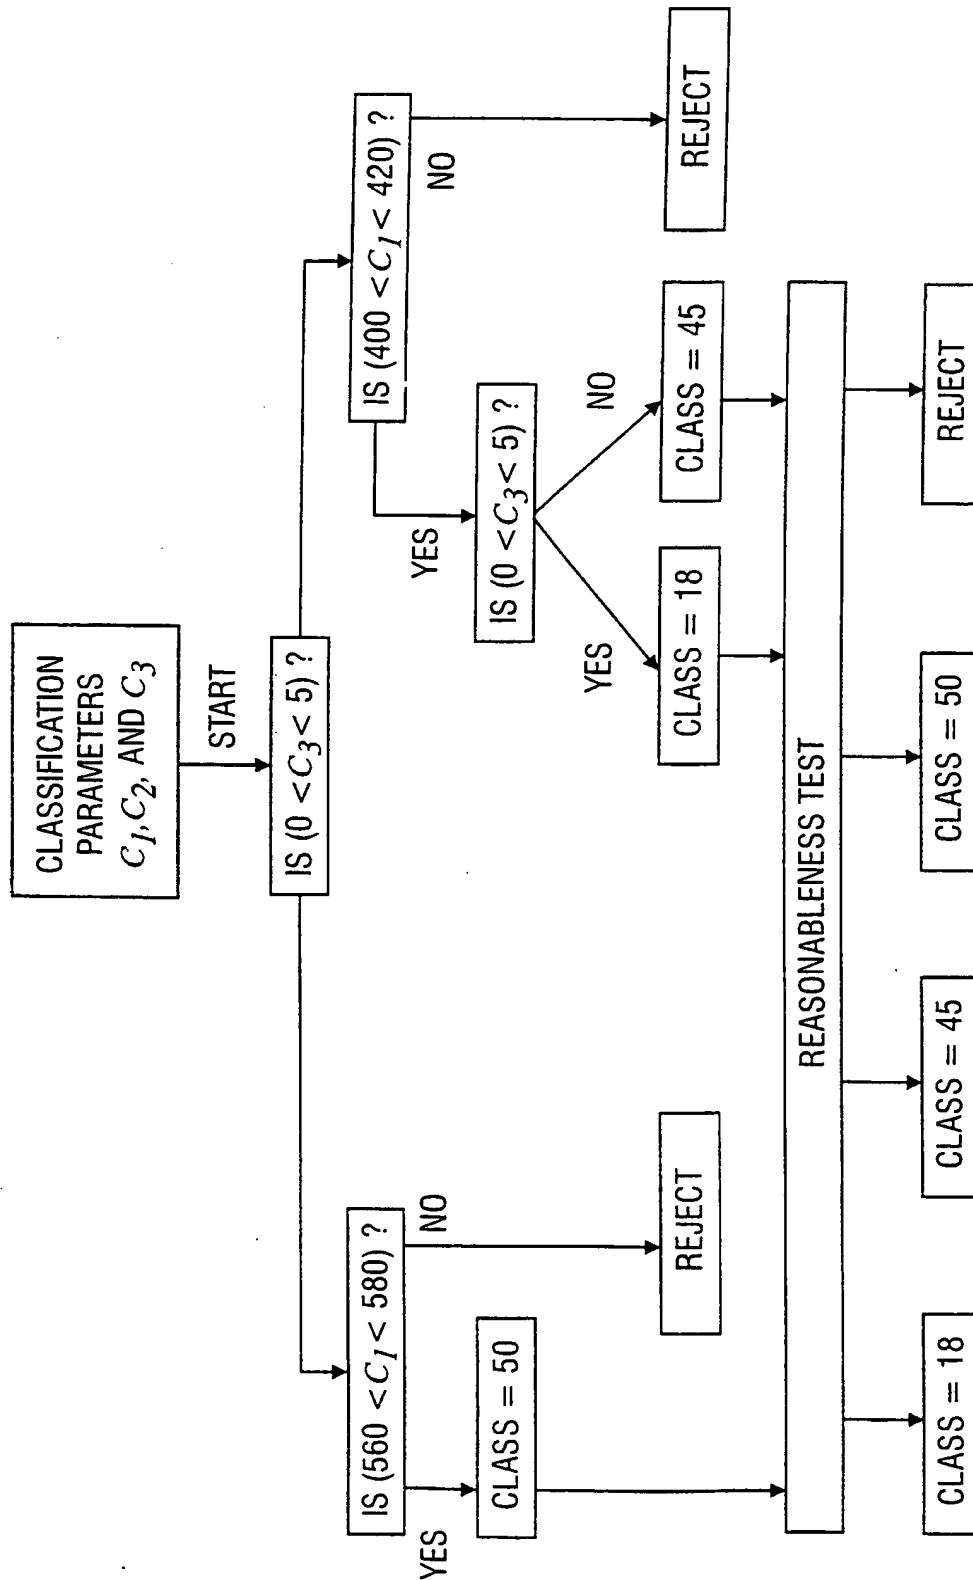 CLASSIFICATION
PARAMETERS
C1, C2, AND C3
START
IS (0 < C3 < 5) ?
IS (560 < C1 < 580) ?
IS (400 < C1 < 420) ?
YES
NO
YES
NO
CLASS = 50
IS (0 < C3 < 5) ?
YES
NO
REJECT
CLASS = 18
CLASS = 45
REJECT
REASONABLENESS TEST
CLASS = 18
CLASS = 45
CLASS = 50
REJECT